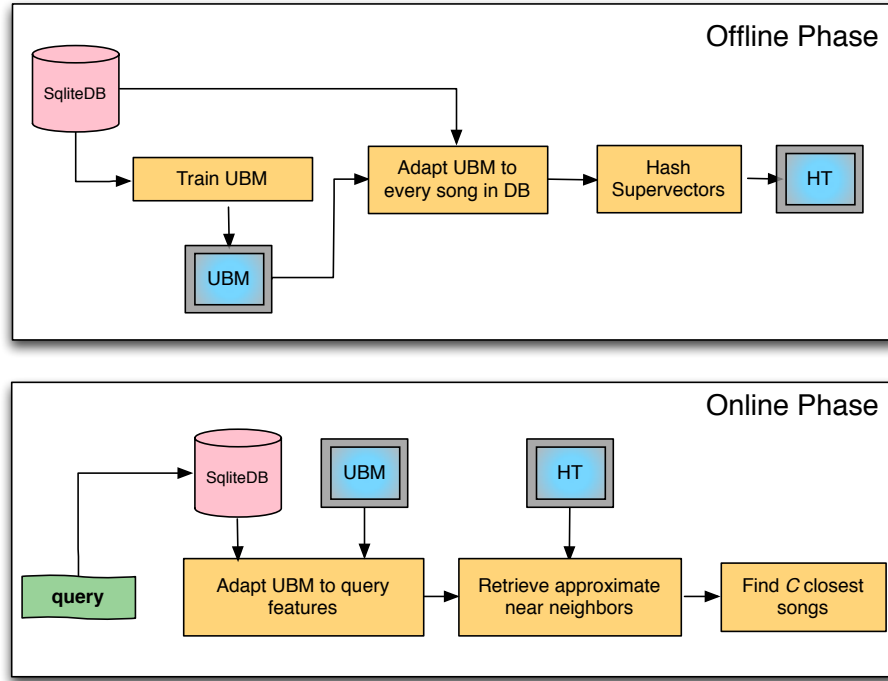 Offline Phase
SqliteDB
Train UBM
Adapt UBM to
every song in DB
Hash
Supervectors
HT
UBM
Online Phase
SqliteDB
UBM
HT
query
Adapt UBM to query
features
Retrieve approximate
near neighbors
Find C closest
songs